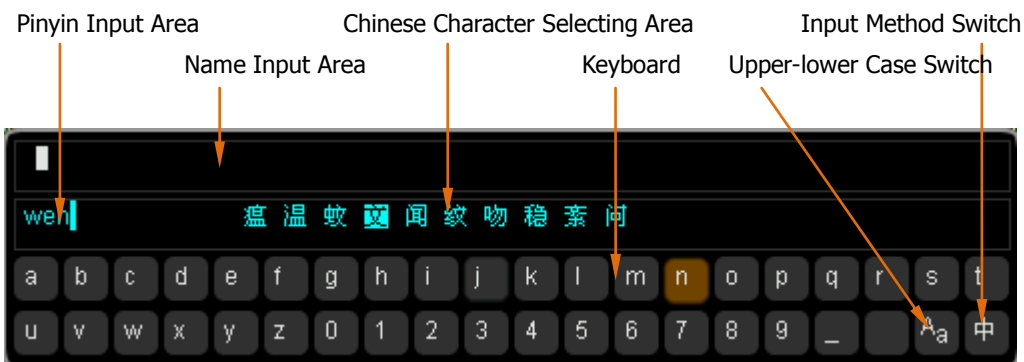 Pinyin Input Area Chinese Character Selecting Area Input Method Switch
Name Input Area Keyboard Upper-lower Case Switch
wen 瘟 温 蚊 文 闻 纹 吻 稳 紊 问
a b c d e f g h i j k l m n o p q r s t
u v w x y z 0 1 2 3 4 5 6 7 8 9 _ Aa 中